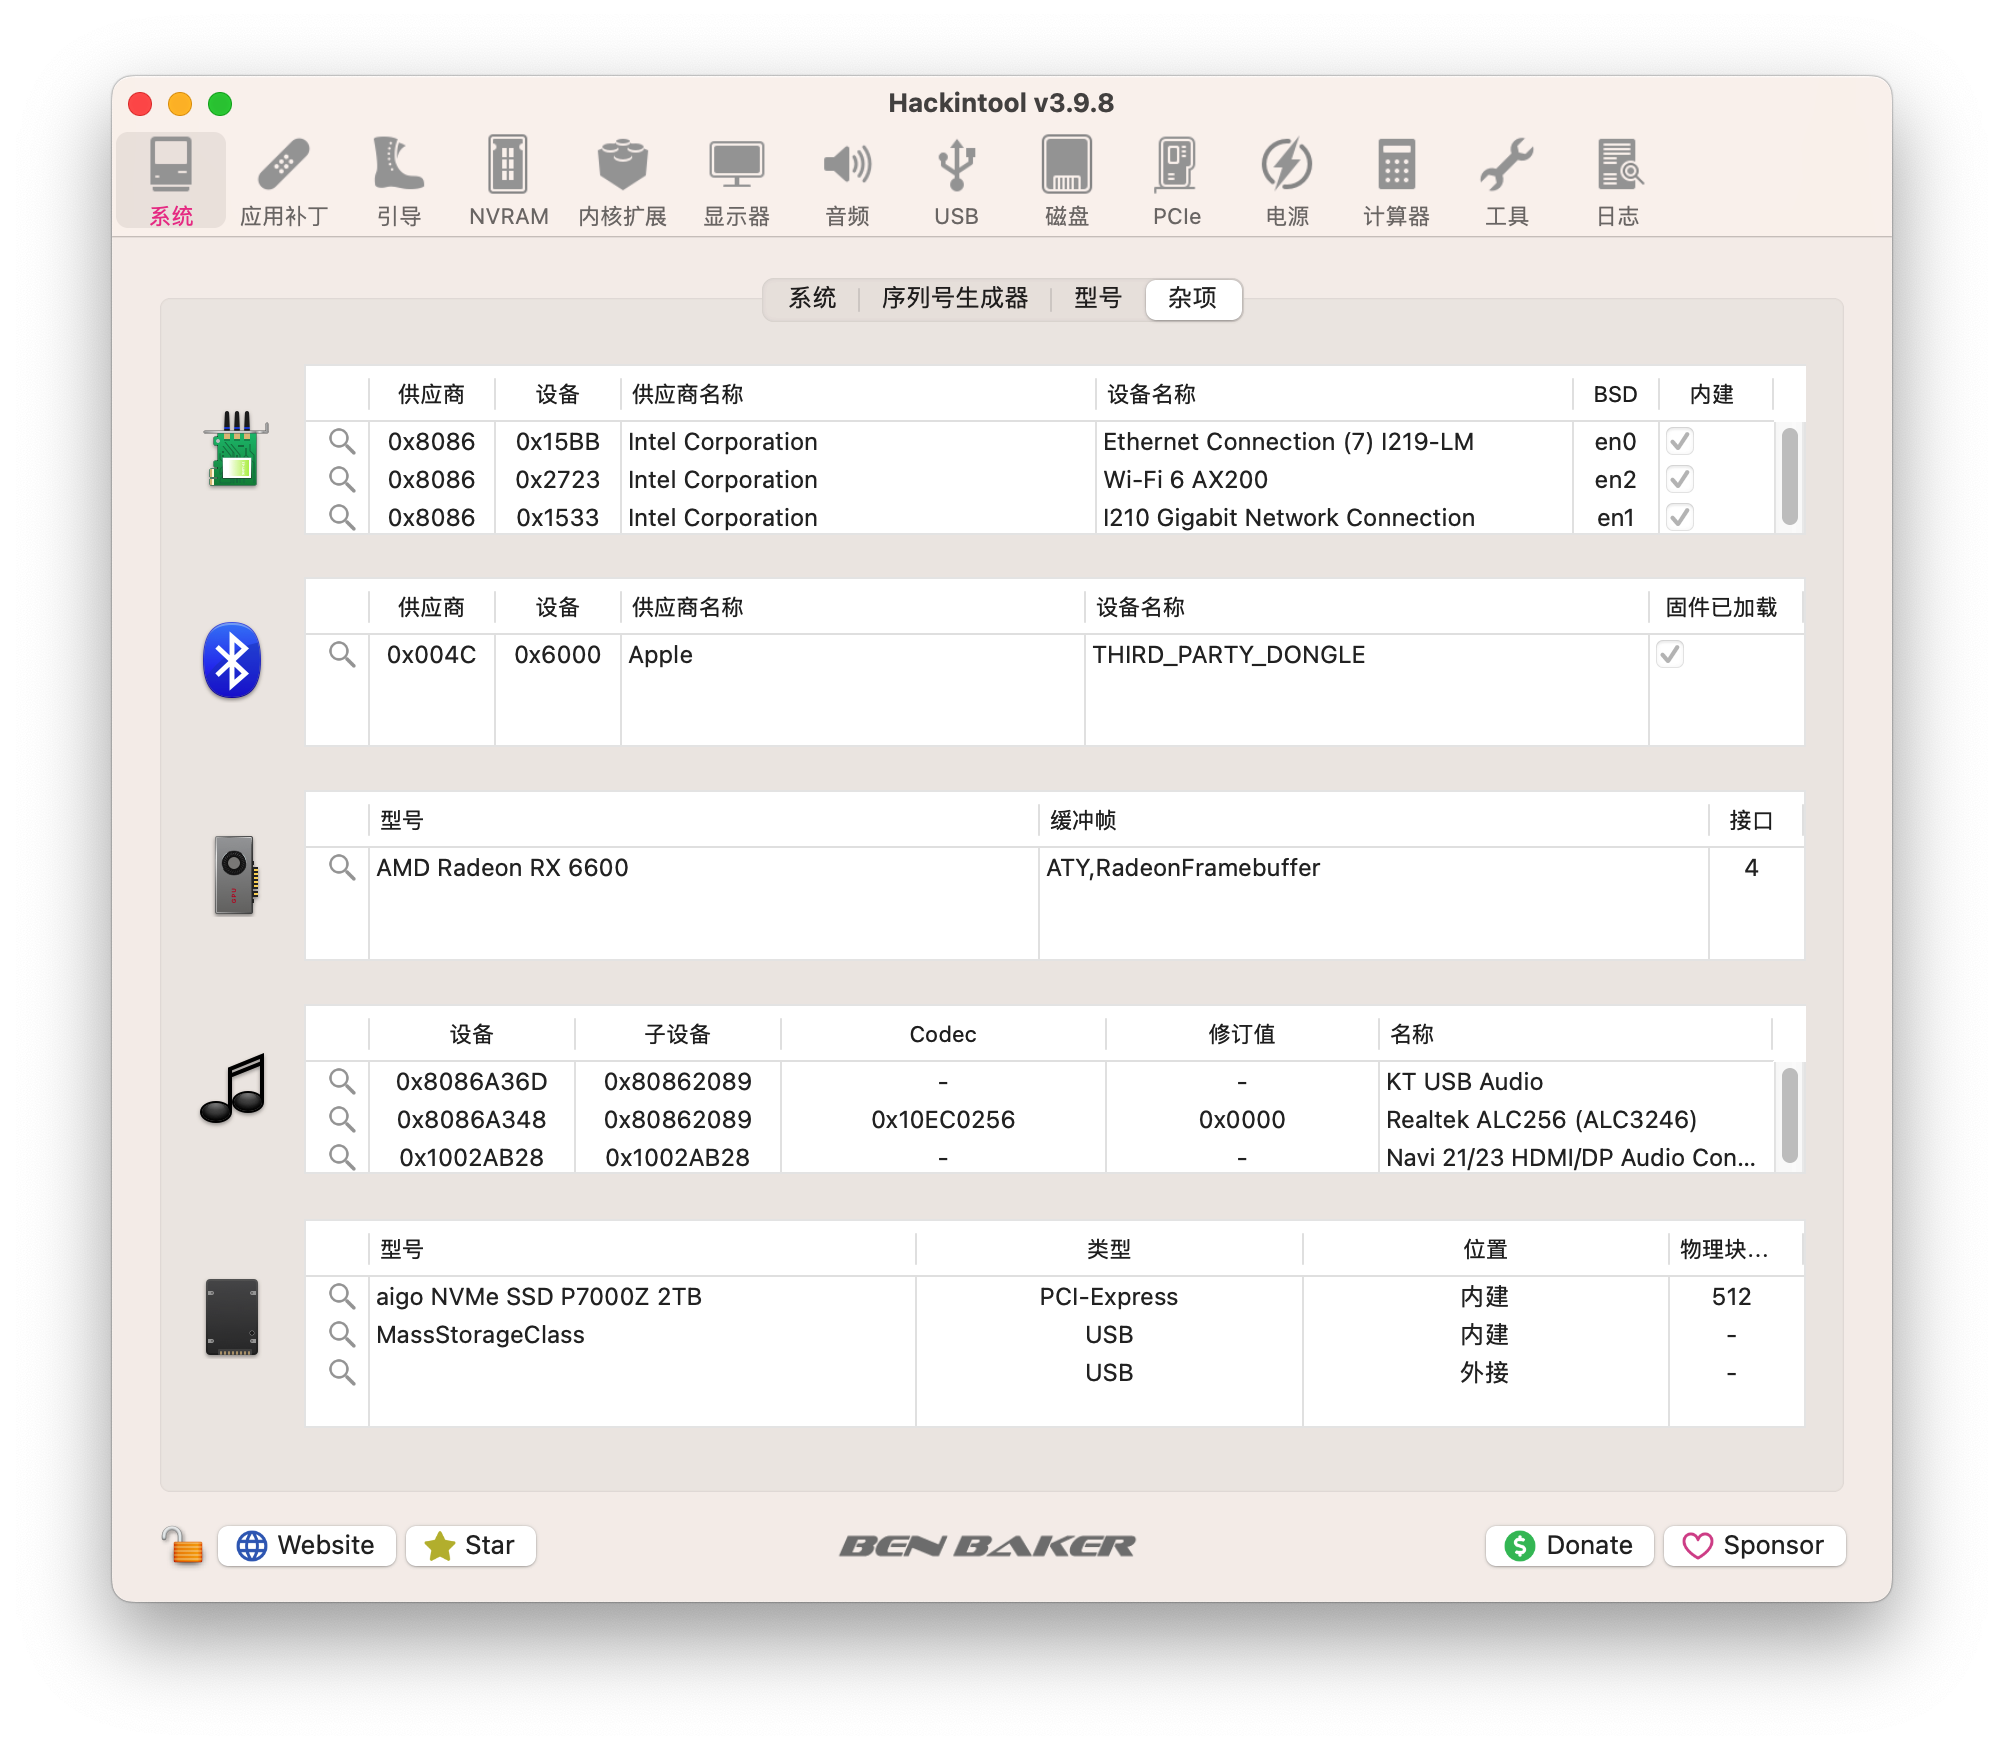 Hackintool v3.9.8
系统 应用补丁 引导 NVRAM 内核扩展 显示器 音频 USB 磁盘 PCIe 电源 计算器 工具 日志
系统 序列号生成器 型号 杂项
供应商 设备 供应商名称 设备名称 BSD 内建
0x8086 0x15BB Intel Corporation Ethernet Connection (7) I219-LM en0
0x8086 0x2723 Intel Corporation Wi-Fi 6 AX200 en2
0x8086 0x1533 Intel Corporation I210 Gigabit Network Connection en1
供应商 设备 供应商名称 设备名称 固件已加载
0x004C 0x6000 Apple THIRD_PARTY_DONGLE
型号 缓冲帧 接口
AMD Radeon RX 6600 ATY,RadeonFramebuffer 4
设备 子设备 Codec 修订值 名称
0x8086A36D 0x80862089 - - KT USB Audio
0x8086A348 0x80862089 0x10EC0256 0x0000 Realtek ALC256 (ALC3246)
0x1002AB28 0x1002AB28 - - Navi 21/23 HDMI/DP Audio Con...
型号 类型 位置 物理块...
aigo NVMe SSD P7000Z 2TB PCI-Express 内建 512
MassStorageClass USB 内建 -
USB 外接 -
Website Star BEN BAKER Donate Sponsor